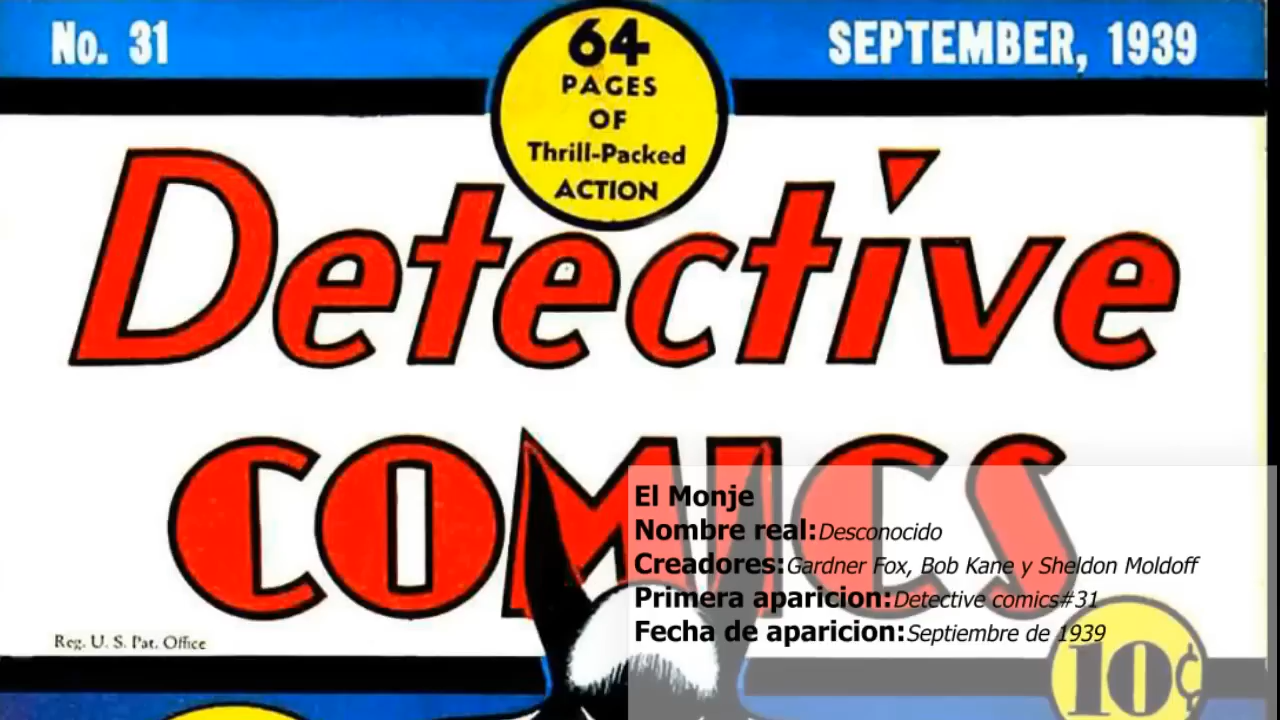 No. 31
SEPTEMBER, 1939
64
PAGES
OF
Thrill-Packed
ACTION
Detective
COMICS
El Monje
Nombre real:Desconocido
Creadores:Gardner Fox, Bob Kane y Sheldon Moldoff
Primera aparicion:Detective comics#31
Fecha de aparicion:Septiembre de 1939
Reg. U. S. Pat. Office
10¢